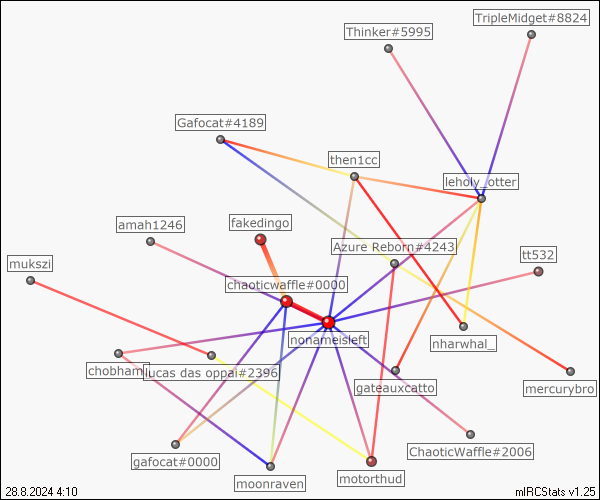 TripleMidget#8824
Thinker#5995
Gafocat#4189
then1cc
leholy_otter
fakedingo
amah1246
Azure Reborn#4243
tt532
mukszi
chaoticwaffle#0000
nonameisleft
nharwhal_
chobham
lucas das oppai#2396
gateauxcatto
mercurybro
ChaoticWaffle#2006
gafocat#0000
moonraven
motorthud
28.8.2024 4:10
mIRCStats v1.25